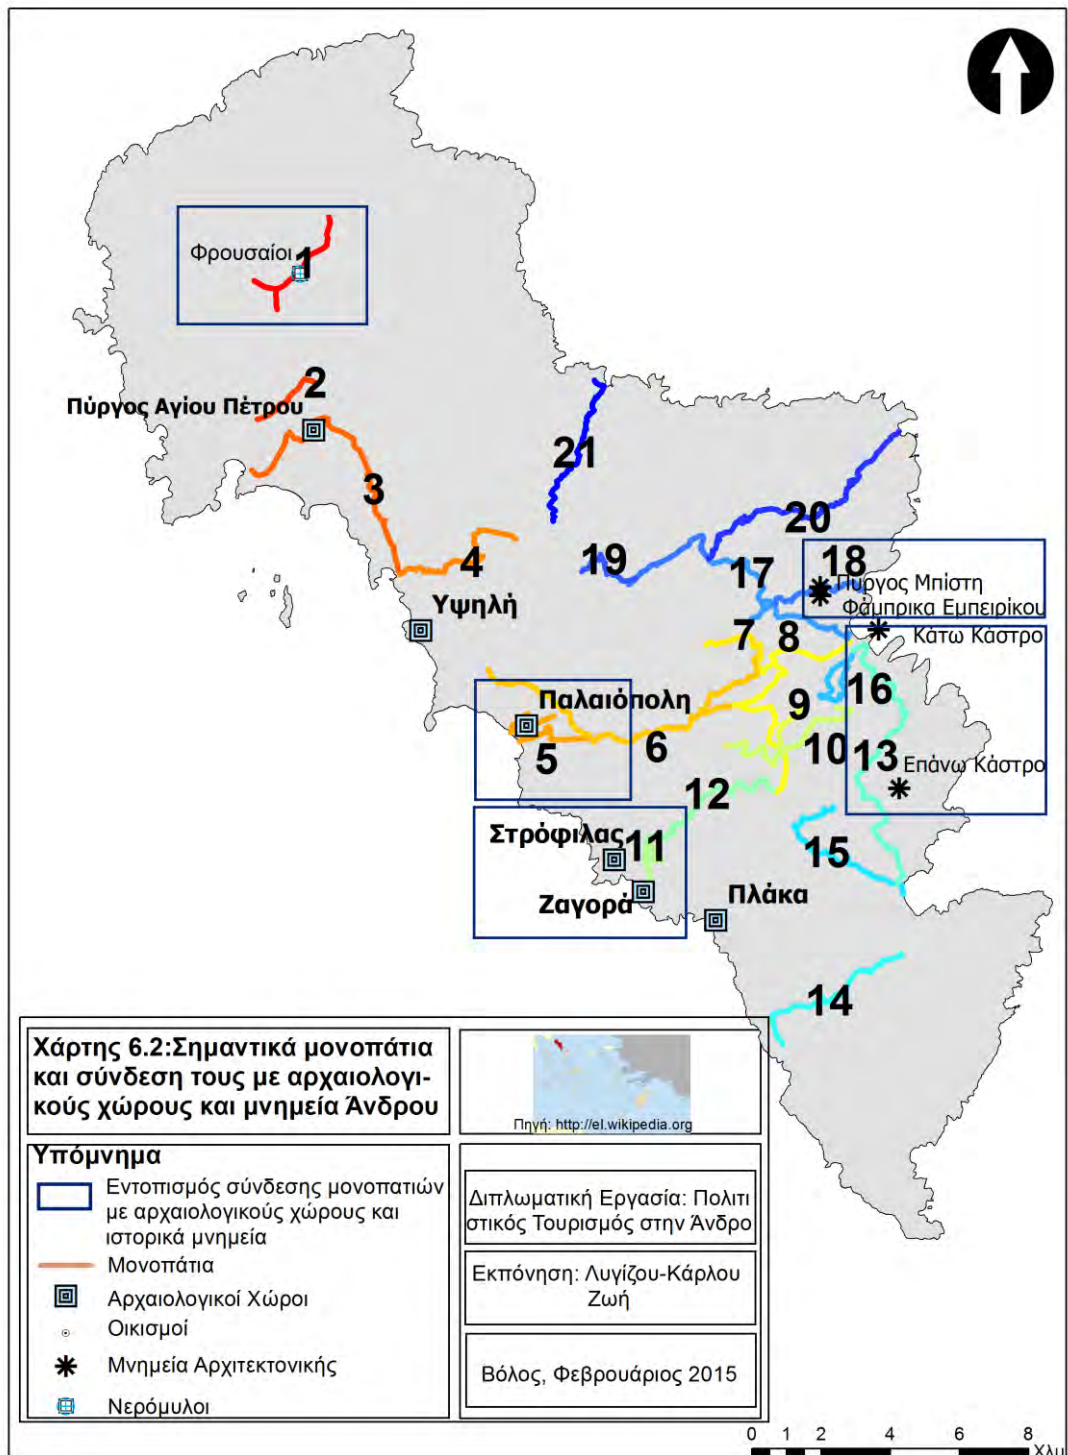 Φρουσαίοι
1
2
Πύργος Αγίου Πέτρου
3
21
20
4
19
17
18
Πύργος Μπίστη
Φάμπρικα Εμπειρίκου
Υψηλή
7
8
Κάτω Κάστρο
Παλαιόπολη
9
16
5
6
10
13
Επάνω Κάστρο
12
Στρόφιλας
11
15
Ζαγορά
Πλάκα
14
Χάρτης 6.2:Σημαντικά μονοπάτια
και σύνδεση τους με αρχαιολογι-
κούς χώρους και μνημεία Άνδρου
Πηγή: http://el.wikipedia.org
Υπόμνημα
Εντοπισμός σύνδεσης μονοπατιών
με αρχαιολογικούς χώρους και
ιστορικά μνημεία
Μονοπάτια
Αρχαιολογικοί Χώροι
Οικισμοί
Μνημεία Αρχιτεκτονικής
Νερόμυλοι
Διπλωματική Εργασία: Πολιτι
στικός Τουρισμός στην Άνδρο
Εκπόνηση: Λυγίζου-Κάρλου
Ζωή
Βόλος, Φεβρουάριος 2015
0 1 2 4 6 8
Χλμ